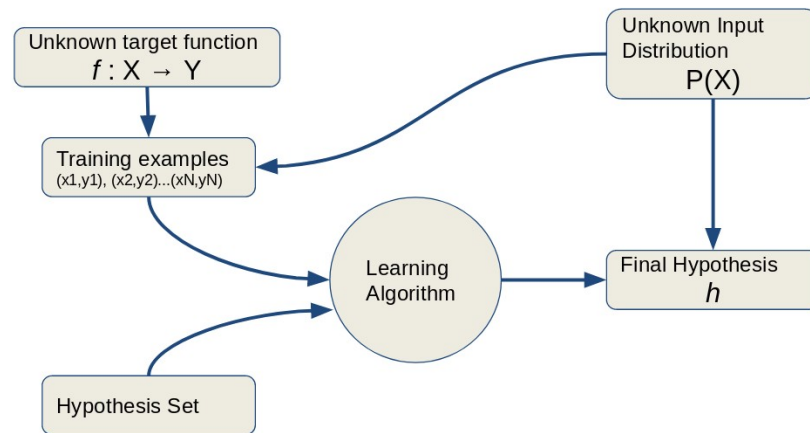 Unknown target function
f : X → Y
Unknown Input
Distribution
P(X)
Training examples
(x1,y1), (x2,y2)...(xN,yN)
Learning
Algorithm
Final Hypothesis
h
Hypothesis Set